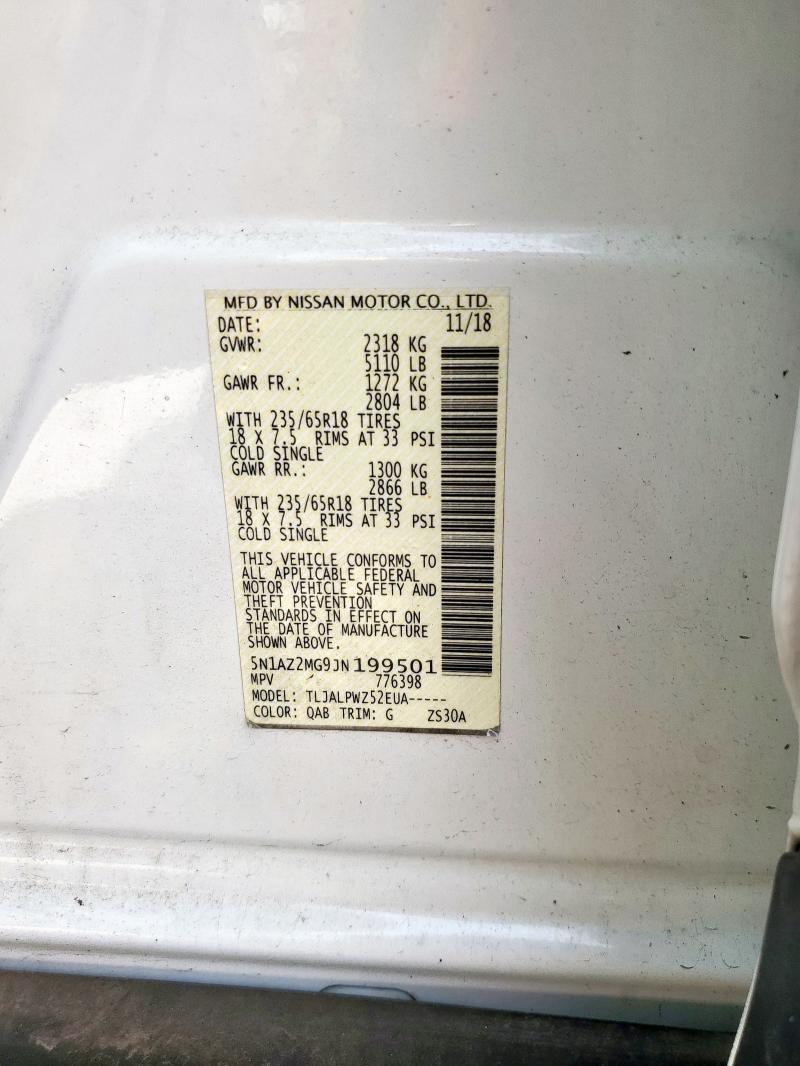 MFD BY NISSAN MOTOR CO., LTD.
DATE: 11/18
GVWR: 2318 KG
5110 LB
GAWR FR.: 1272 KG
2804 LB
WITH 235/65R18 TIRES
18 X 7.5 RIMS AT 33 PSI
COLD SINGLE
GAWR RR.: 1300 KG
2866 LB
WITH 235/65R18 TIRES
18 X 7.5 RIMS AT 33 PSI
COLD SINGLE
THIS VEHICLE CONFORMS TO
ALL APPLICABLE FEDERAL
MOTOR VEHICLE SAFETY AND
THEFT PREVENTION
STANDARDS IN EFFECT ON
THE DATE OF MANUFACTURE
SHOWN ABOVE.
5N1AZ2MG9JN199501
MPV 776398
MODEL: TLJALPWZ52EUA-----
COLOR: QAB TRIM: G ZS30A